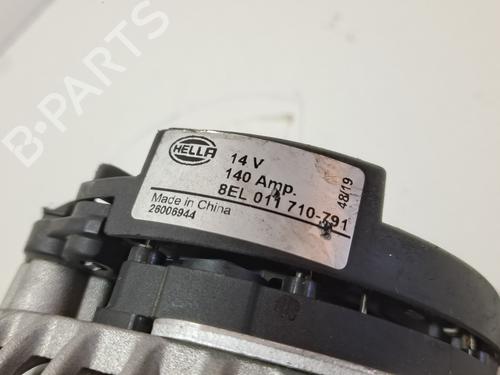 B-PARTS
HELLA
14 V
140 Amp.
8EL 011 710-791
Made in China
26006944
48/19